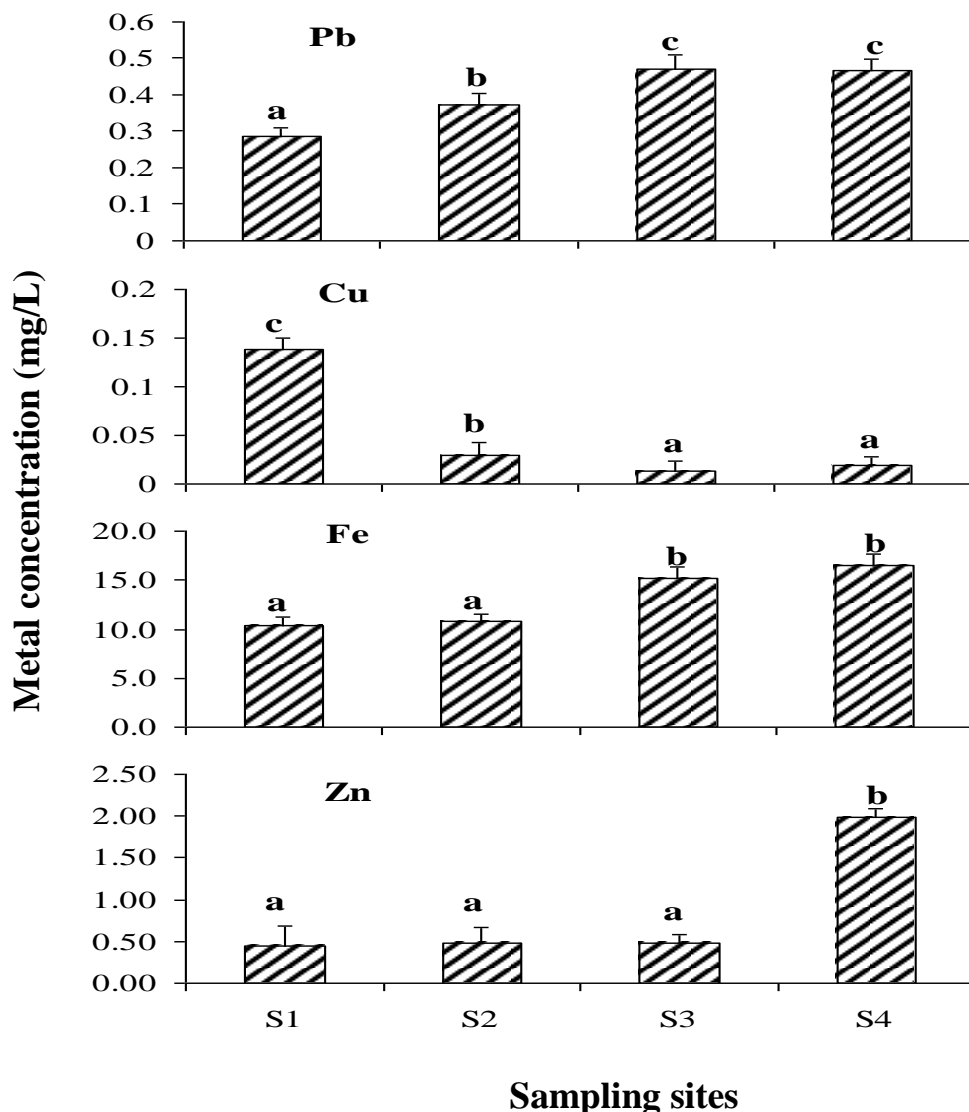 Metal concentration (mg/L)
Pb
0.6
0.5
0.4
0.3
0.2
0.1
0
a
b
c
c
Cu
0.2
0.15
0.1
0.05
0
c
b
a
a
Fe
20.0
15.0
10.0
5.0
0.0
a
a
b
b
Zn
2.50
2.00
1.50
1.00
0.50
0.00
a
a
a
b
S1 S2 S3 S4
Sampling sites